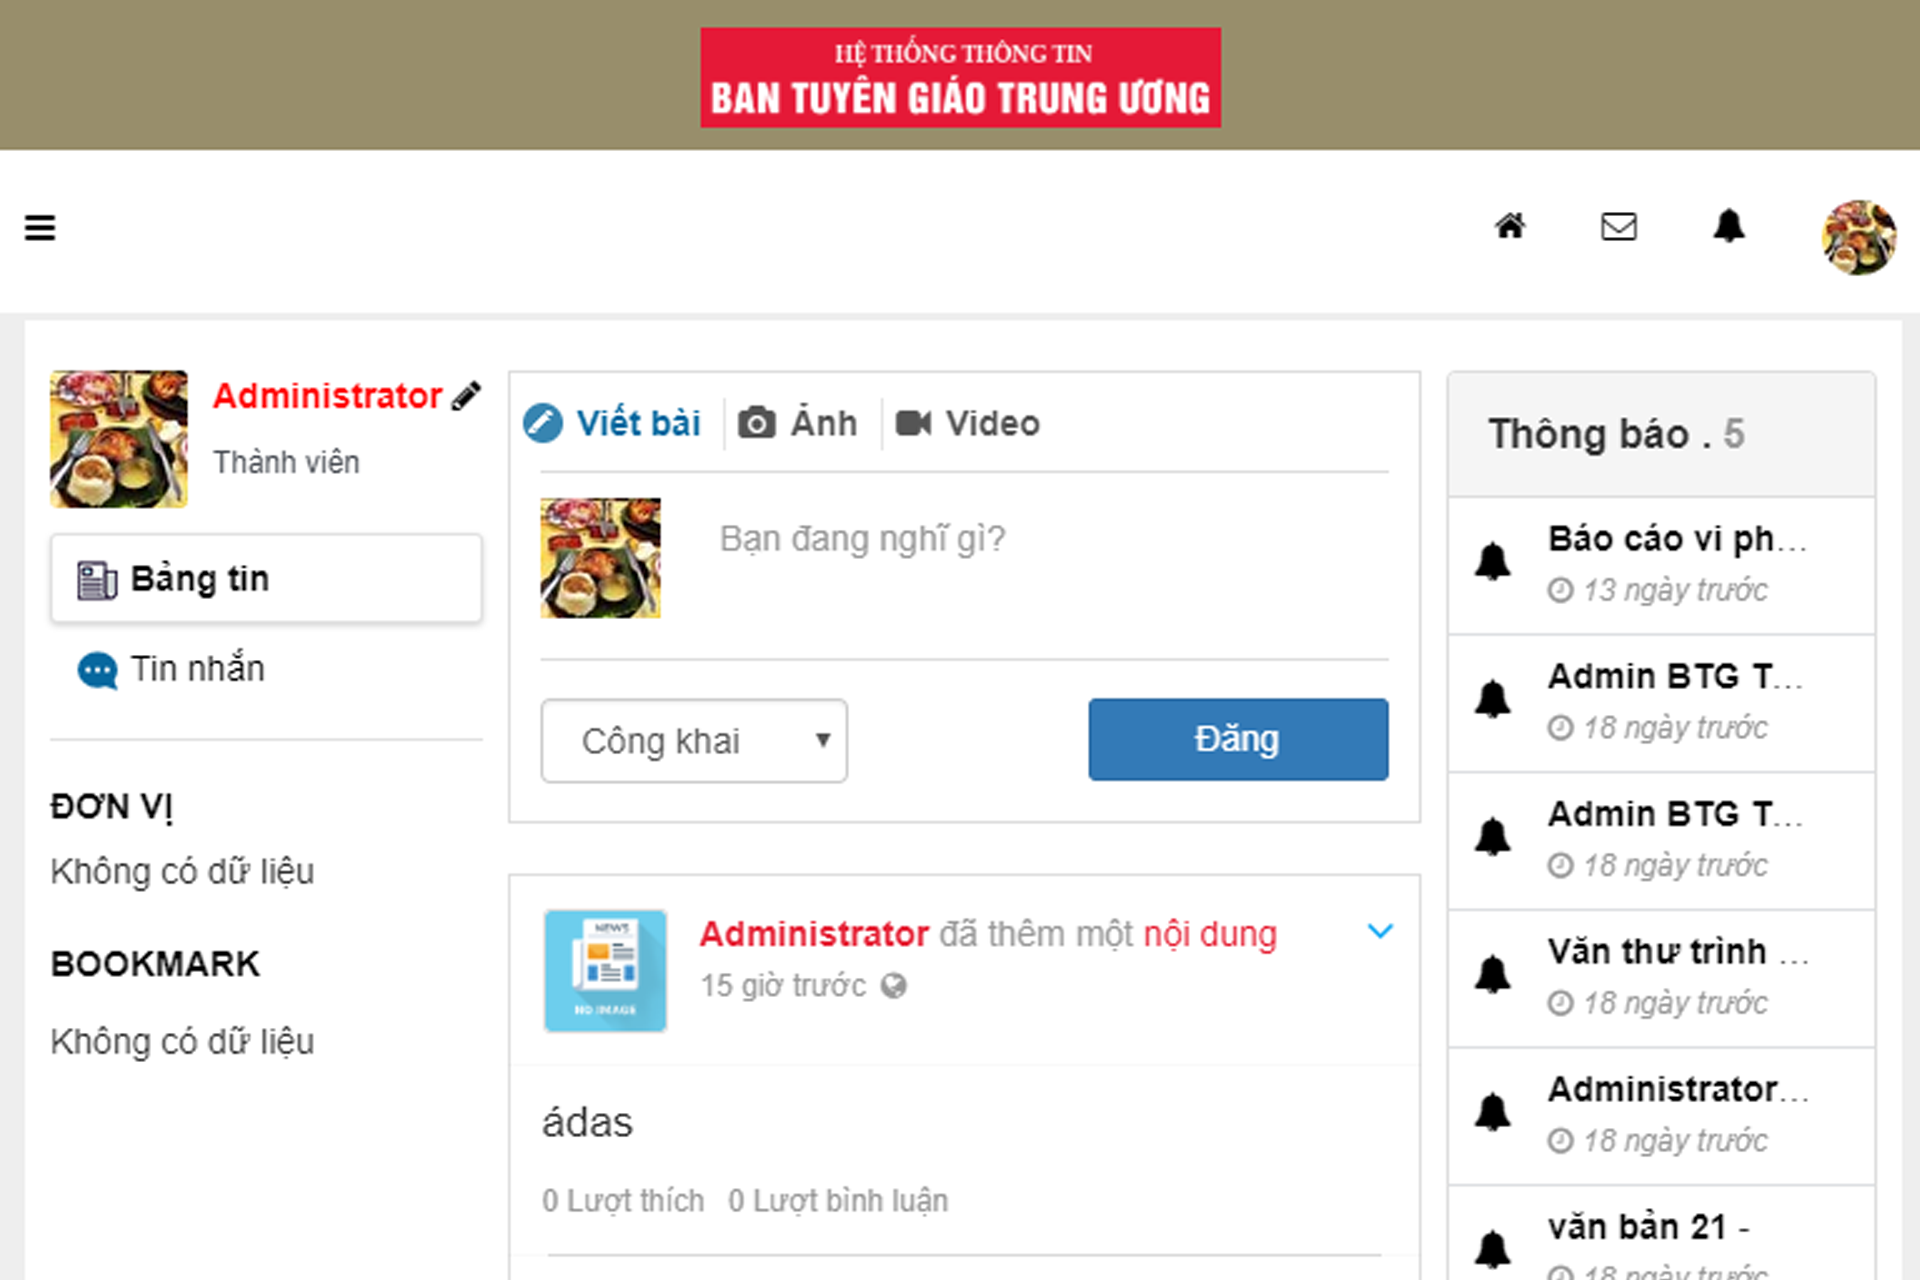 HỆ THỐNG THÔNG TIN
BAN TUYÊN GIÁO TRUNG ƯƠNG
Administrator
Thành viên
Bảng tin
Tin nhắn
ĐƠN VỊ
Không có dữ liệu
BOOKMARK
Không có dữ liệu
Viết bài Ảnh Video
Bạn đang nghĩ gì?
Công khai
Đăng
NEWS
NO IMAGE
Administrator đã thêm một nội dung
15 giờ trước
ádas
0 Lượt thích 0 Lượt bình luận
Thông báo . 5
Báo cáo vi ph...
13 ngày trước
Admin BTG T...
18 ngày trước
Admin BTG T...
18 ngày trước
Văn thư trình ...
18 ngày trước
Administrator...
18 ngày trước
văn bản 21 -
18 ngày trước